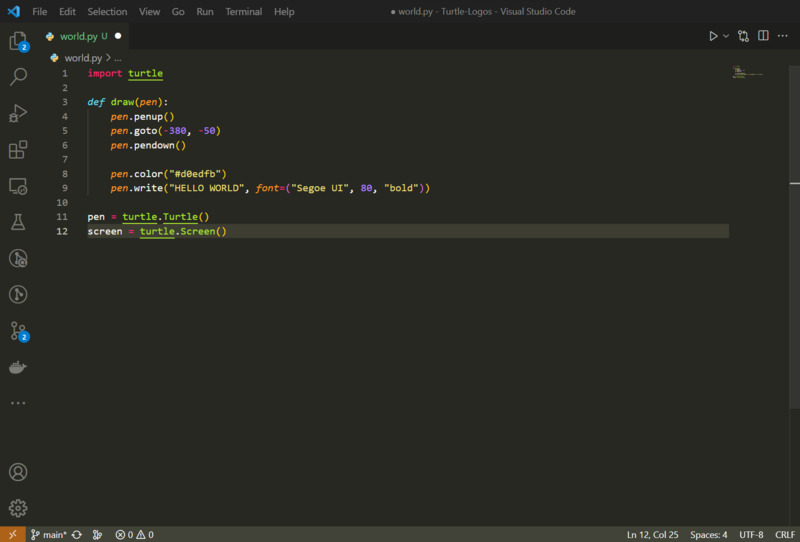 File Edit Selection View Go Run Terminal Help ● world.py - Turtle-Logos - Visual Studio Code
world.py U ●
world.py > ...
1 import turtle
2
3 def draw(pen):
4     pen.penup()
5     pen.goto(-380, -50)
6     pen.pendown()
7
8     pen.color("#d0edfb")
9     pen.write("HELLO WORLD", font=("Segoe UI", 80, "bold"))
10
11 pen = turtle.Turtle()
12 screen = turtle.Screen()
2
2
main* 0 0 Ln 12, Col 25 Spaces: 4 UTF-8 CRLF